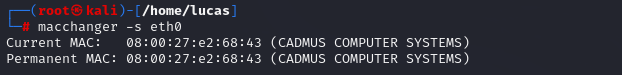 ┌──(root㉿kali)-[/home/lucas]
└─# macchanger -s eth0
Current MAC:   08:00:27:e2:68:43 (CADMUS COMPUTER SYSTEMS)
Permanent MAC: 08:00:27:e2:68:43 (CADMUS COMPUTER SYSTEMS)